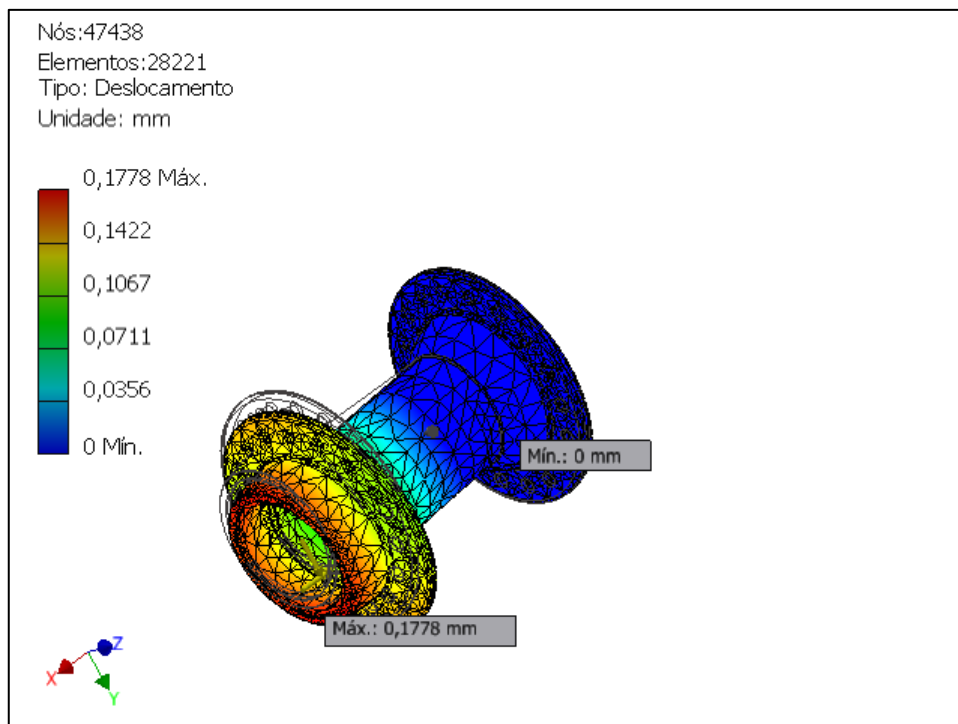 Nós:47438
Elementos:28221
Tipo: Deslocamento
Unidade: mm
0,1778 Máx.
0,1422
0,1067
0,0711
0,0356
0 Mín.
Mín.: 0 mm
Máx.: 0,1778 mm
Z
X
Y